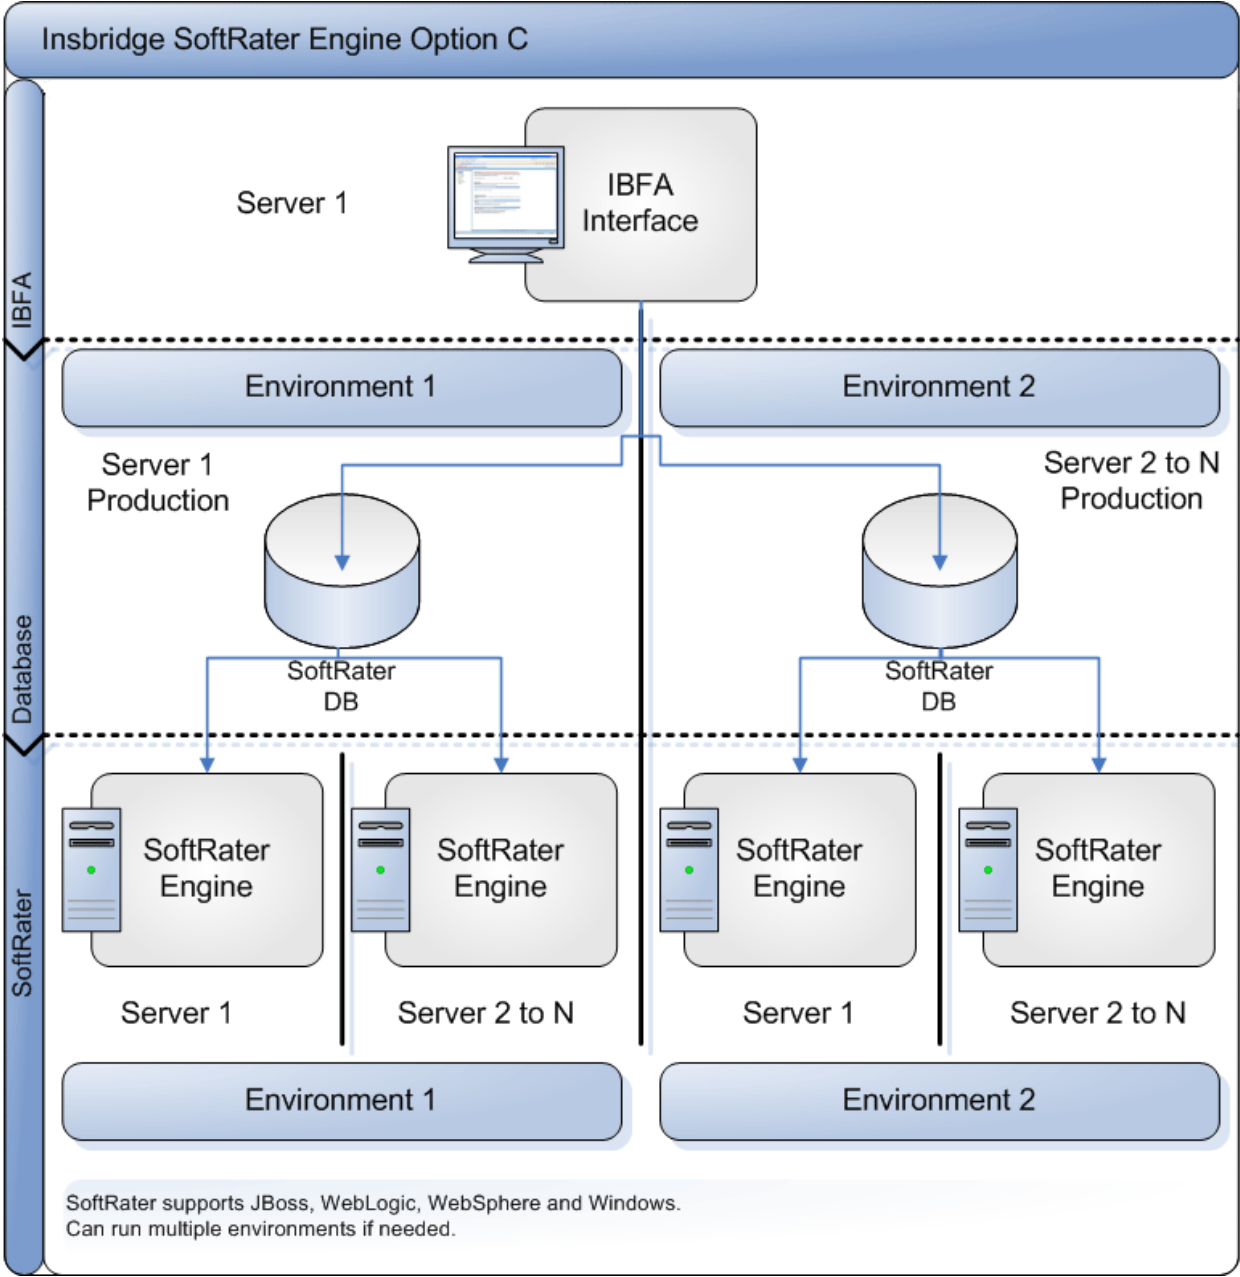 Insbridge SoftRater Engine Option C
IBFA
Server 1
IBFA
Interface
Database
Environment 1
Environment 2
Server 1
Production
Server 2 to N
Production
SoftRater
DB
SoftRater
DB
SoftRater
SoftRater
Engine
SoftRater
Engine
SoftRater
Engine
SoftRater
Engine
Server 1
Server 2 to N
Server 1
Server 2 to N
Environment 1
Environment 2
SoftRater supports JBoss, WebLogic, WebSphere and Windows.
Can run multiple environments if needed.